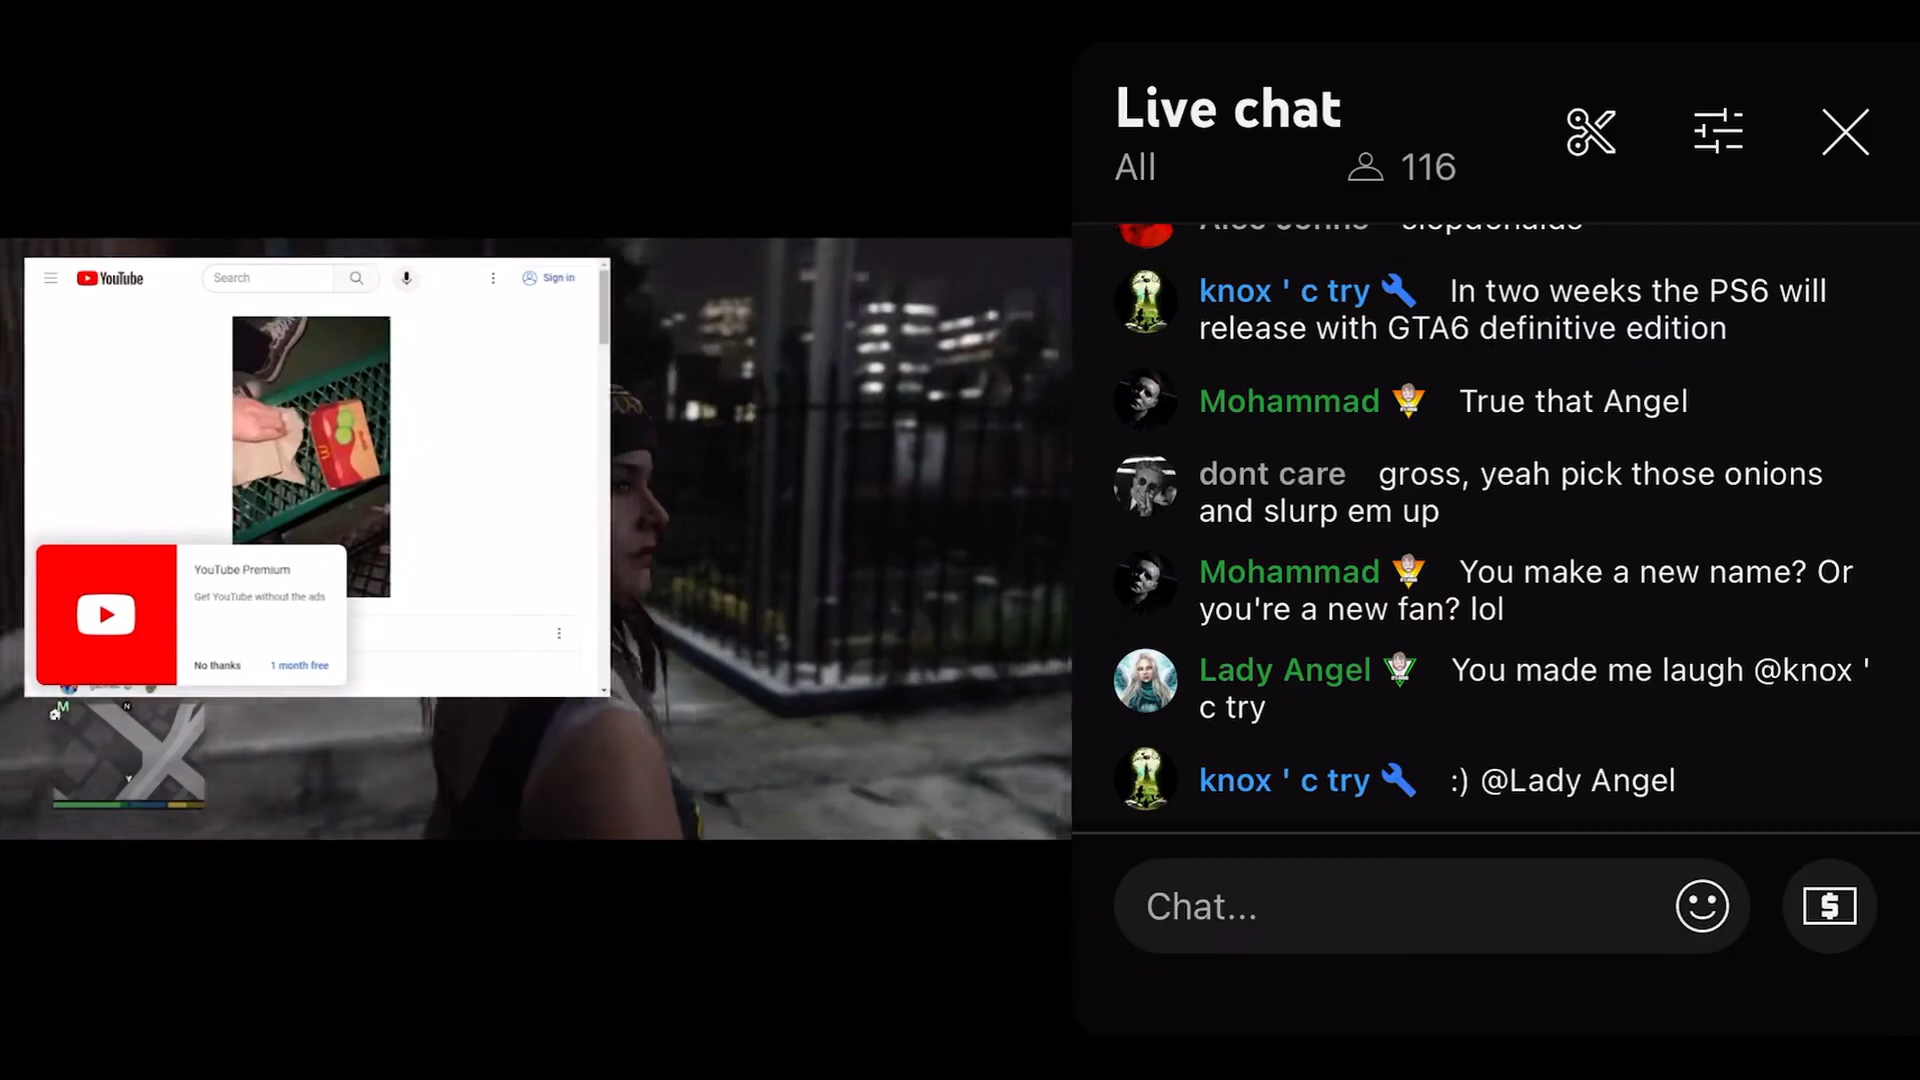 YouTube
Search
Sign in
YouTube Premium
Get YouTube without the ads
No thanks
1 month free
M
N
Live chat
All
116
knox ' c try In two weeks the PS6 will
release with GTA6 definitive edition
Mohammad True that Angel
dont care gross, yeah pick those onions
and slurp em up
Mohammad You make a new name? Or
you're a new fan? lol
Lady Angel You made me laugh @knox '
c try
knox ' c try :) @Lady Angel
Chat...